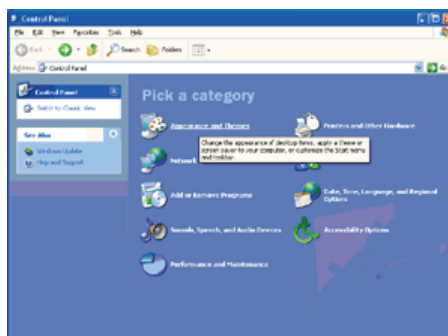 Control Panel
File Edit View Favorites Tools Help
Back Search Folders
Address Control Panel Go
Control Panel
Switch to Classic View
See Also
Windows Update
Help and Support
Pick a category
Appearance and Themes
Printers and Other Hardware
Change the appearance of desktop items, apply a theme or
screen saver to your computer, or customize the Start menu
and taskbar.
Network
Add or Remove Programs
Date, Time, Language, and Regional
Options
Sounds, Speech, and Audio Devices
Accessibility Options
Performance and Maintenance